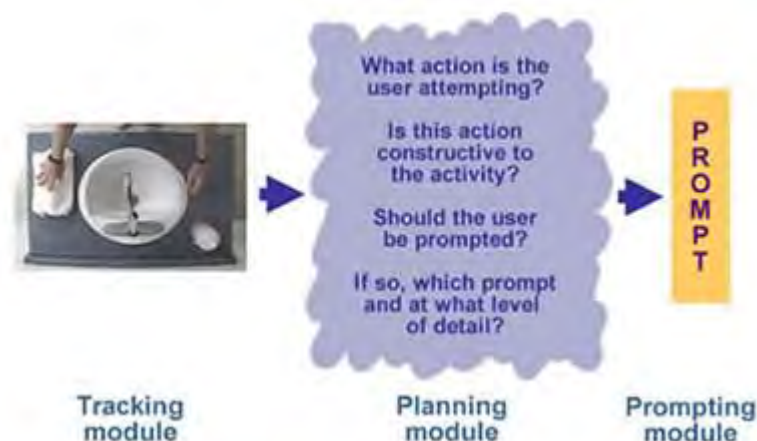 What action is the
user attempting?
Is this action
constructive to
the activity?
Should the user
be prompted?
If so, which prompt
and at what level
of detail?
PROMPT
Tracking
module
Planning
module
Prompting
module